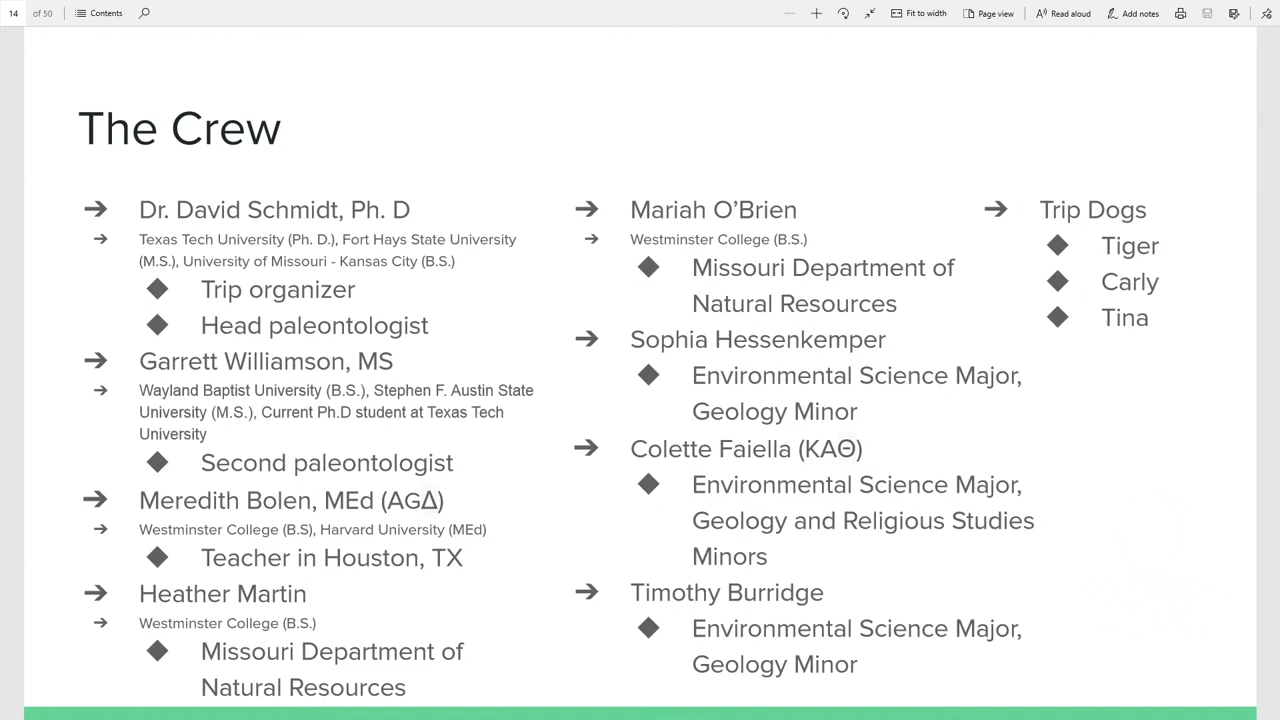 14 of 50 Contents Fit to width Page view Read aloud Add notes
The Crew
Dr. David Schmidt, Ph. D
Texas Tech University (Ph. D.), Fort Hays State University
(M.S.), University of Missouri - Kansas City (B.S.)
Trip organizer
Head paleontologist
Garrett Williamson, MS
Wayland Baptist University (B.S.), Stephen F. Austin State
University (M.S.), Current Ph.D student at Texas Tech
University
Second paleontologist
Meredith Bolen, MEd (AGΔ)
Westminster College (B.S), Harvard University (MEd)
Teacher in Houston, TX
Heather Martin
Westminster College (B.S.)
Missouri Department of
Natural Resources
Mariah O’Brien
Westminster College (B.S.)
Missouri Department of
Natural Resources
Sophia Hessenkemper
Environmental Science Major,
Geology Minor
Colette Faiella (KAΘ)
Environmental Science Major,
Geology and Religious Studies
Minors
Timothy Burridge
Environmental Science Major,
Geology Minor
Trip Dogs
Tiger
Carly
Tina